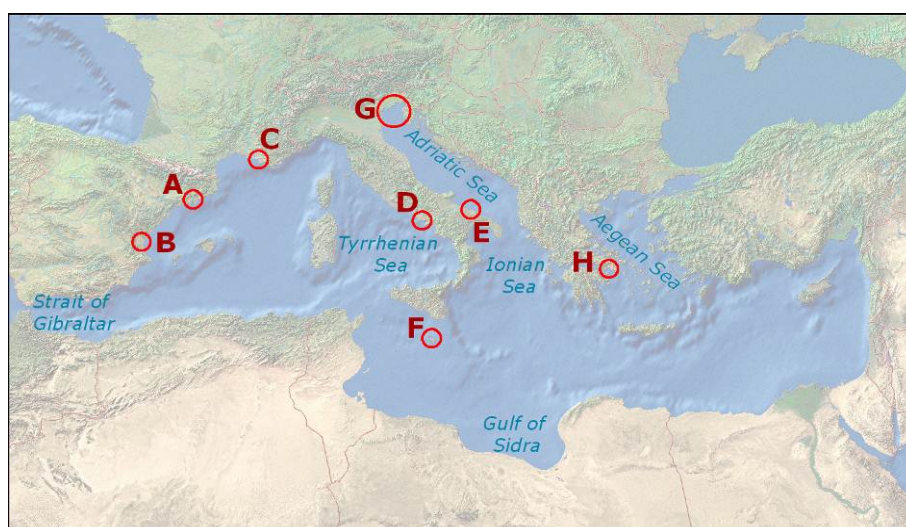 G
Adriatic Sea
C
A
D
E
Aegean Sea
B
Tyrrhenian
Sea
Ionian
Sea
H
Strait of
Gibraltar
F
Gulf of
Sidra